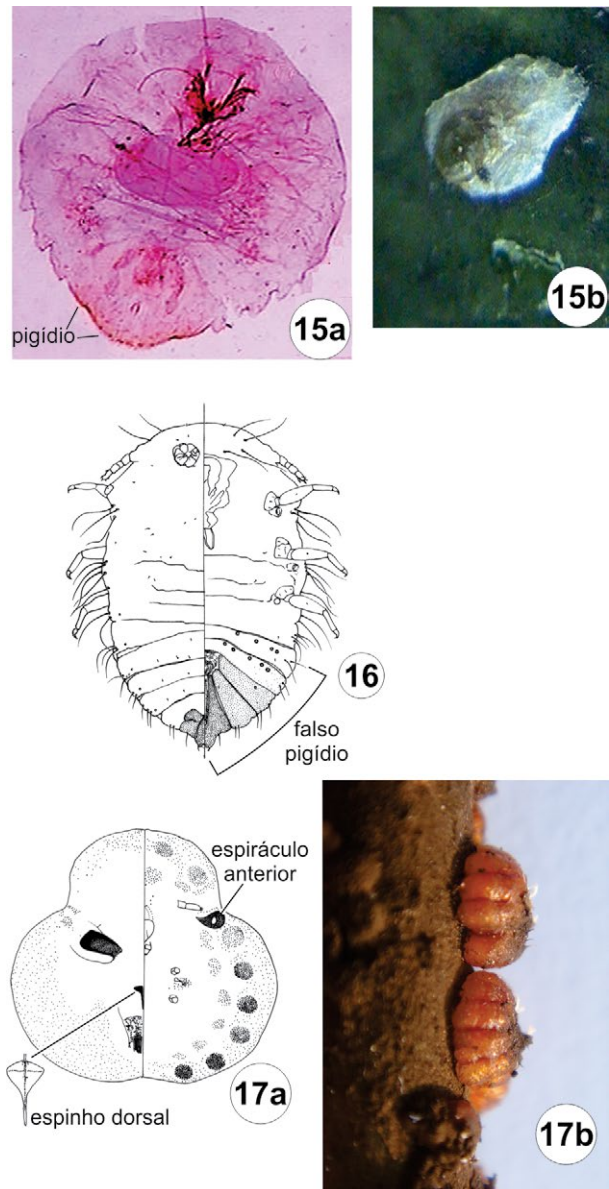 pigídio
15a
15b
16
falso
pigídio
espiráculo
anterior
espinho dorsal
17a
17b